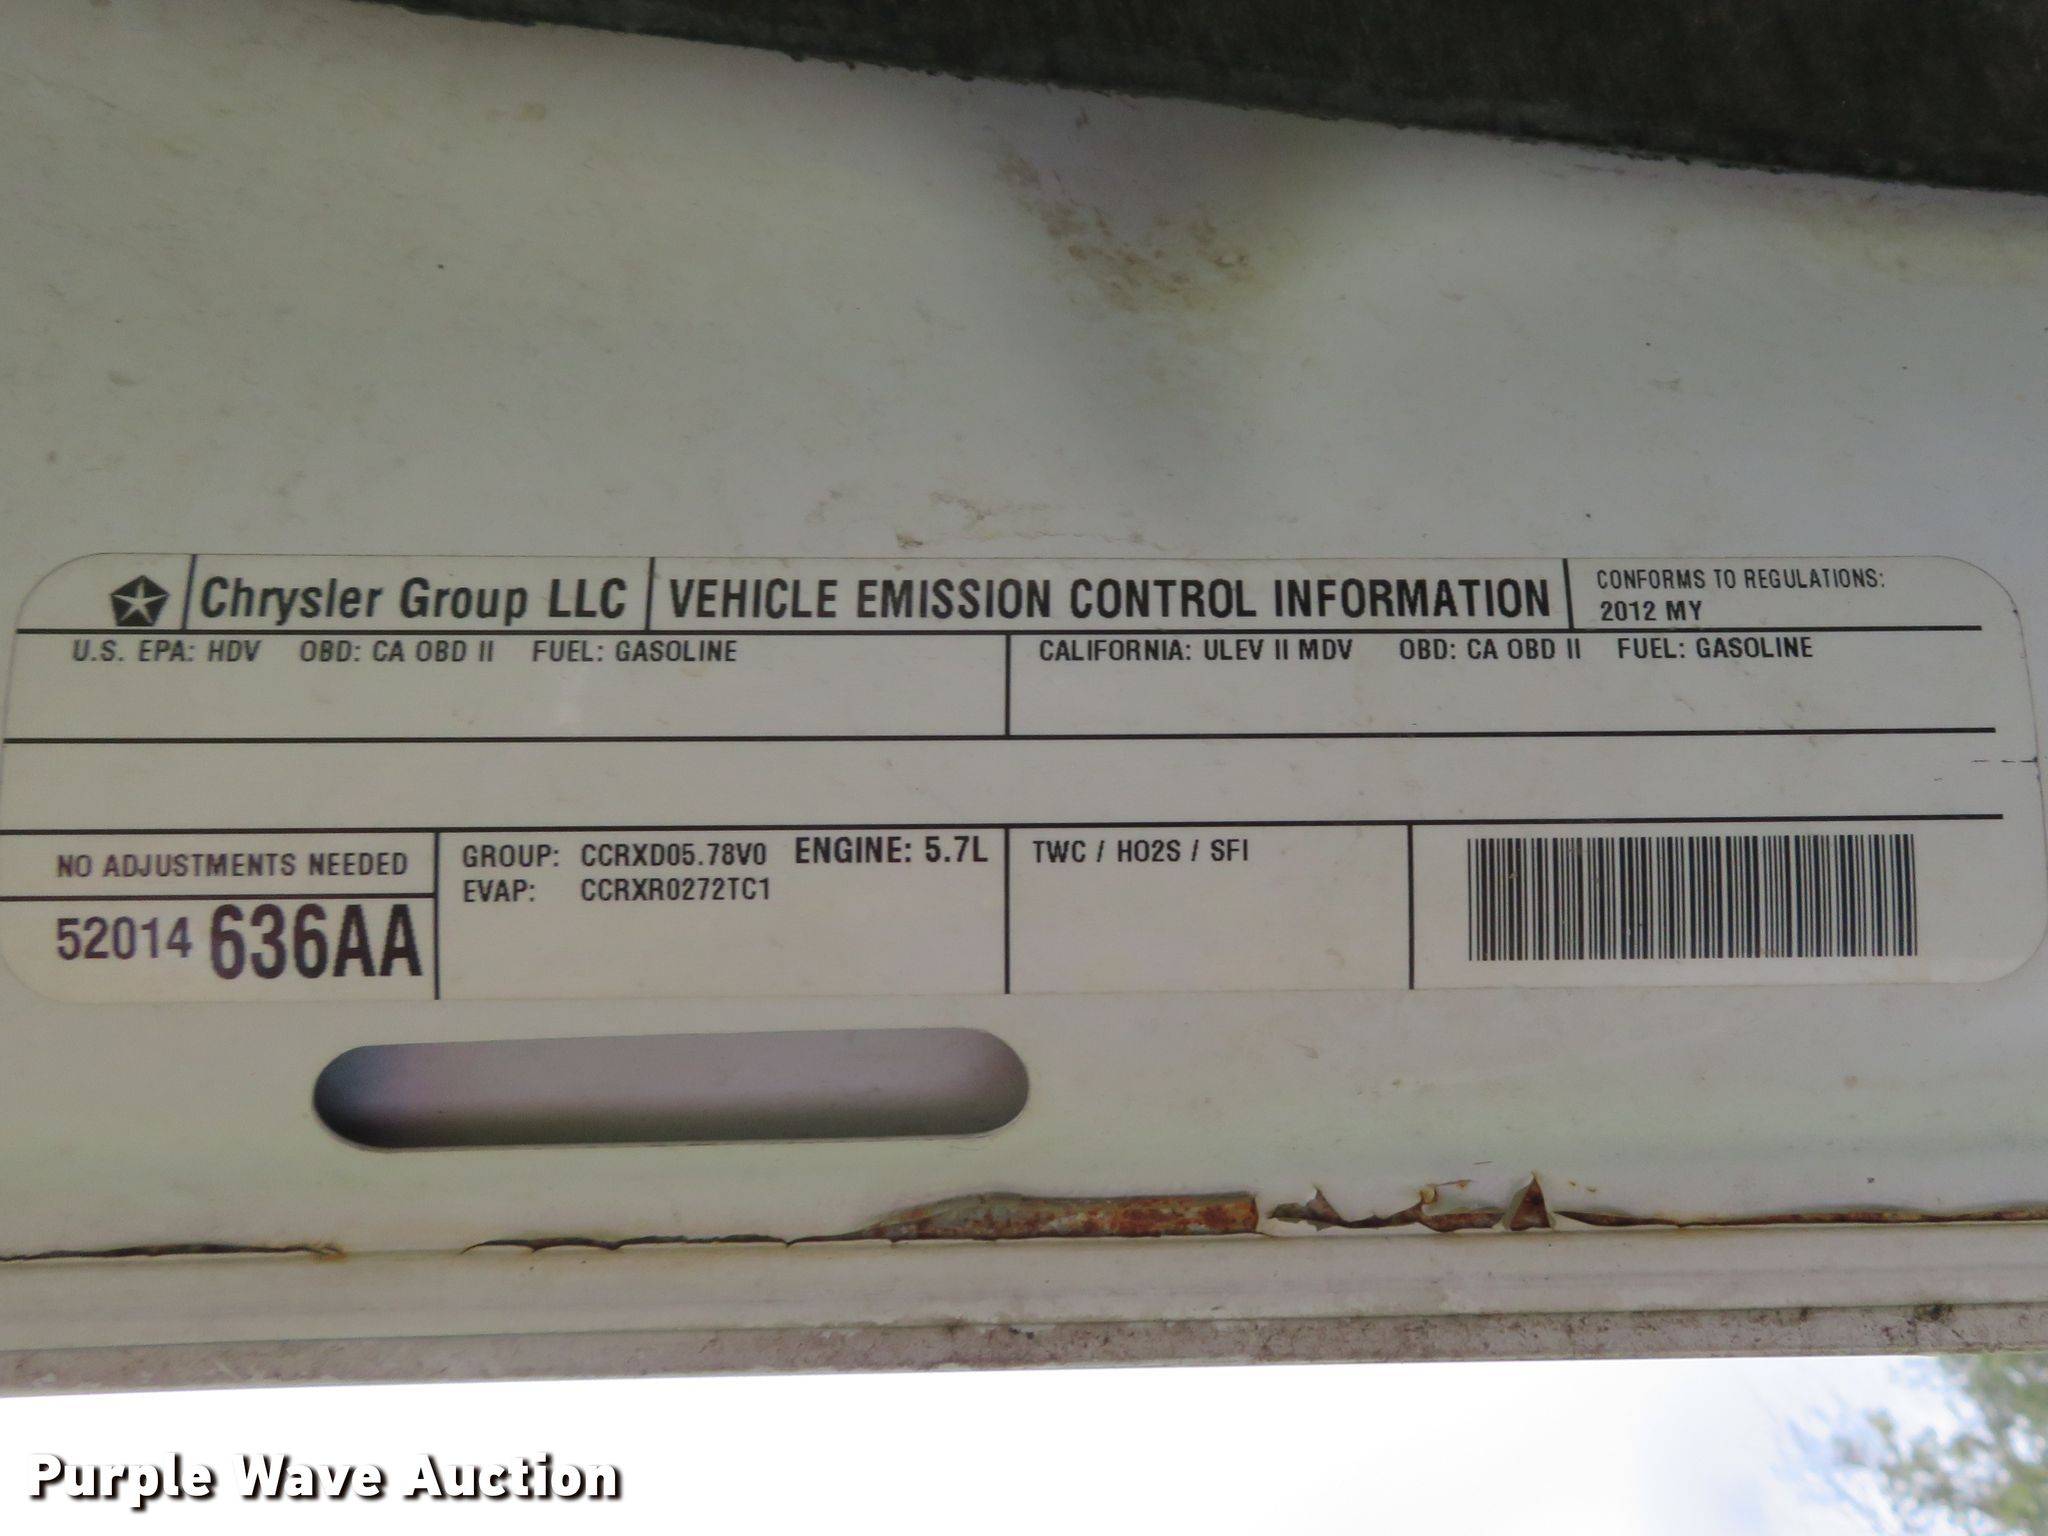 Chrysler Group LLC VEHICLE EMISSION CONTROL INFORMATION CONFORMS TO REGULATIONS:
2012 MY
U.S. EPA: HDV OBD: CA OBD II FUEL: GASOLINE CALIFORNIA: ULEV II MDV OBD: CA OBD II FUEL: GASOLINE
NO ADJUSTMENTS NEEDED
52014 636AA
GROUP: CCRXD05.78V0 ENGINE: 5.7L
EVAP: CCRXR0272TC1
TWC / HO2S / SFI
Purple Wave Auction